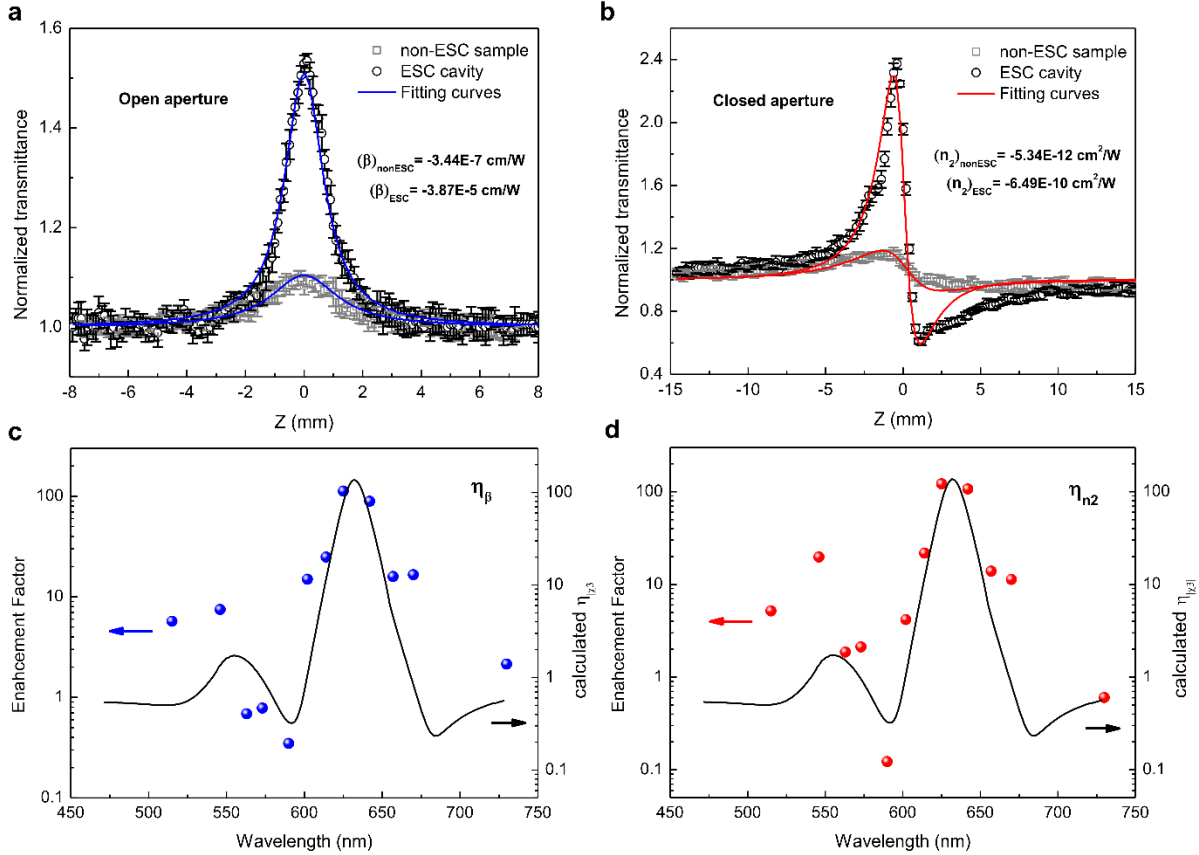 a
1.6
1.5
1.4
1.3
1.2
1.1
1.0
Normalized transmittance
-8 -6 -4 -2 0 2 4 6 8
Z (mm)
non-ESC sample
ESC cavity
Fitting curves
Open aperture
(β)nonESC= -3.44E-7 cm/W
(β)ESC= -3.87E-5 cm/W
b
2.4
2.0
1.6
1.2
0.8
0.4
Normalized transmittance
-15 -10 -5 0 5 10 15
Z (mm)
non-ESC sample
ESC cavity
Fitting curves
Closed aperture
(n2)nonESC= -5.34E-12 cm²/W
(n2)ESC= -6.49E-10 cm²/W
c
100
10
1
0.1
Enahcement Factor
450 500 550 600 650 700 750
Wavelength (nm)
ηβ
100
10
1
0.1
calculated η|χ3|
d
100
10
1
0.1
Enahcement Factor
450 500 550 600 650 700 750
Wavelength (nm)
ηn2
100
10
1
0.1
calculated η|χ3|